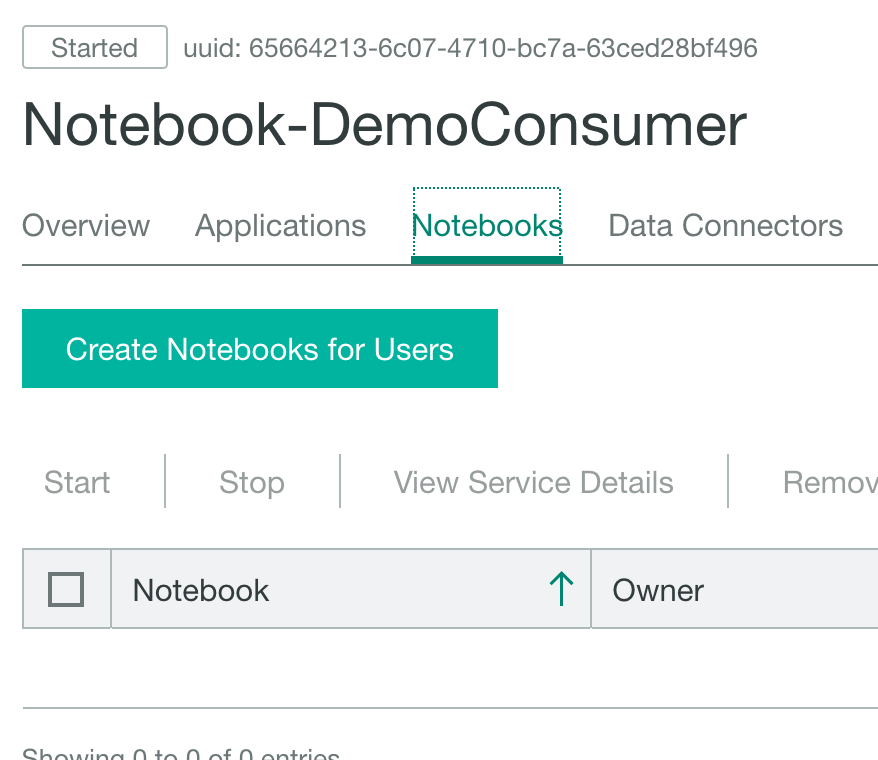 Started uuid: 65664213-6c07-4710-bc7a-63ced28bf496
Notebook-DemoConsumer
Overview Applications Notebooks Data Connectors
Create Notebooks for Users
Start Stop View Service Details Remov
Notebook Owner
Showing 0 to 0 of 0 entries